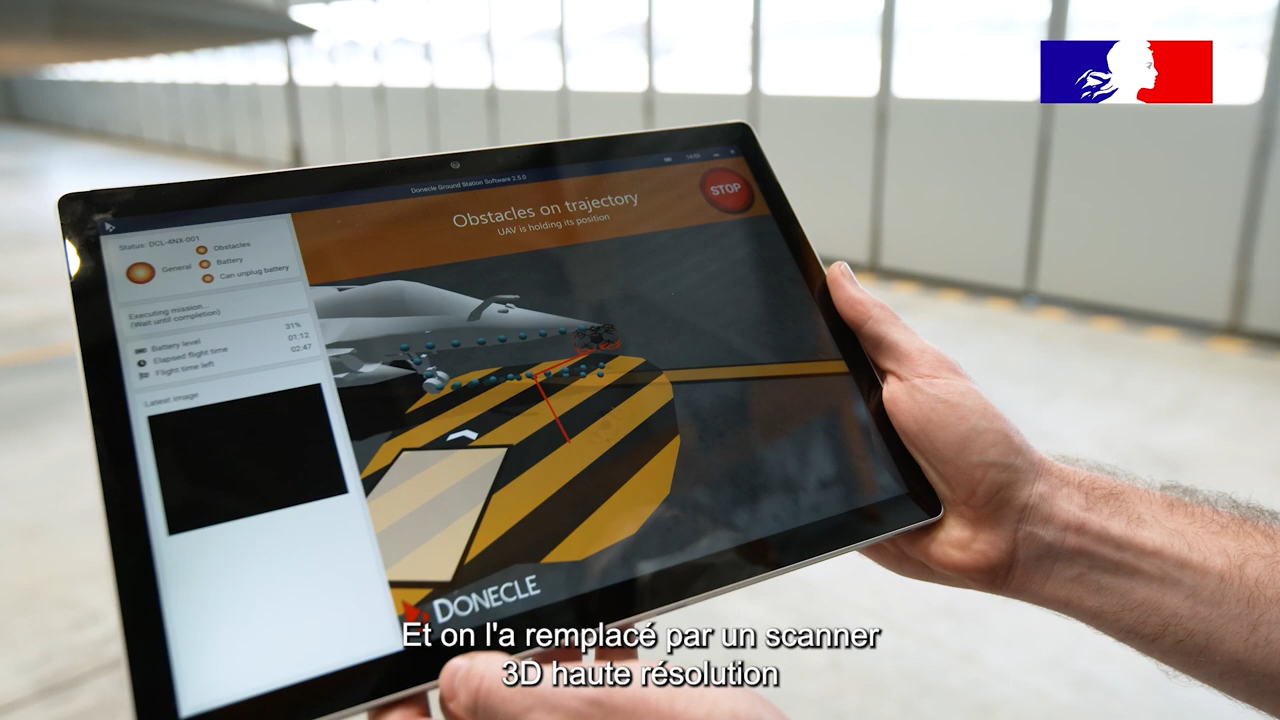 Donecle Ground Station Software 2.5.0
14:03
Obstacles on trajectory
UAV is holding its position
STOP
Status: DCL-4NX-001
General
Obstacles
Battery
Can unplug battery
Executing mission...
(Wait until completion)
Battery level 31%
Elapsed flight time 01:12
Flight time left 02:47
Latest image
DONECLE
Et on l'a remplacé par un scanner
3D haute résolution